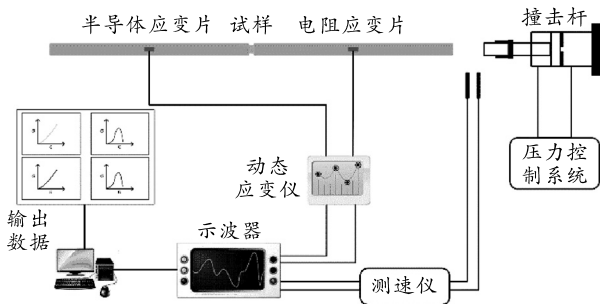 半导体应变片 试样 电阻应变片
撞击杆
压力控
制系统
动态
应变仪
输出
数据
示波器
测速仪